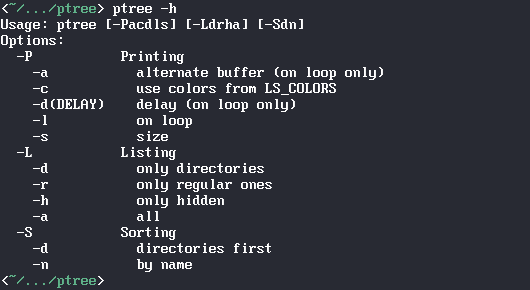 <~/.../ptree> ptree -h
Usage: ptree [-Pacdls] [-Ldrha] [-Sdn]
Options:
  -P           Printing
    -a           alternate buffer (on loop only)
    -c           use colors from LS_COLORS
    -d(DELAY)    delay (on loop only)
    -l           on loop
    -s           size
  -L           Listing
    -d           only directories
    -r           only regular ones
    -h           only hidden
    -a           all
  -S           Sorting
    -d           directories first
    -n           by name
<~/.../ptree>